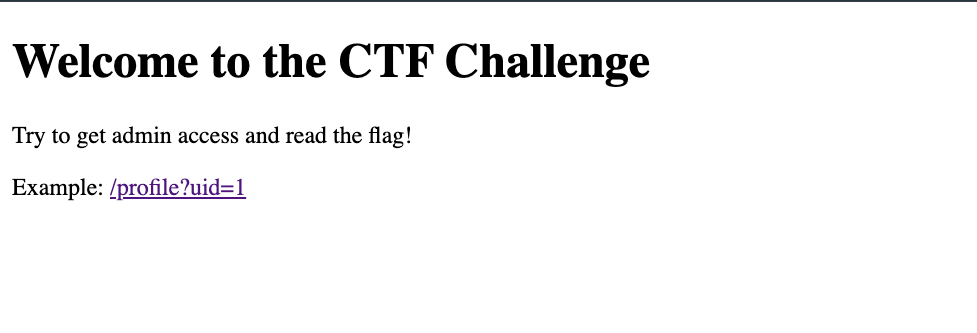 Welcome to the CTF Challenge
Try to get admin access and read the flag!
Example: /profile?uid=1